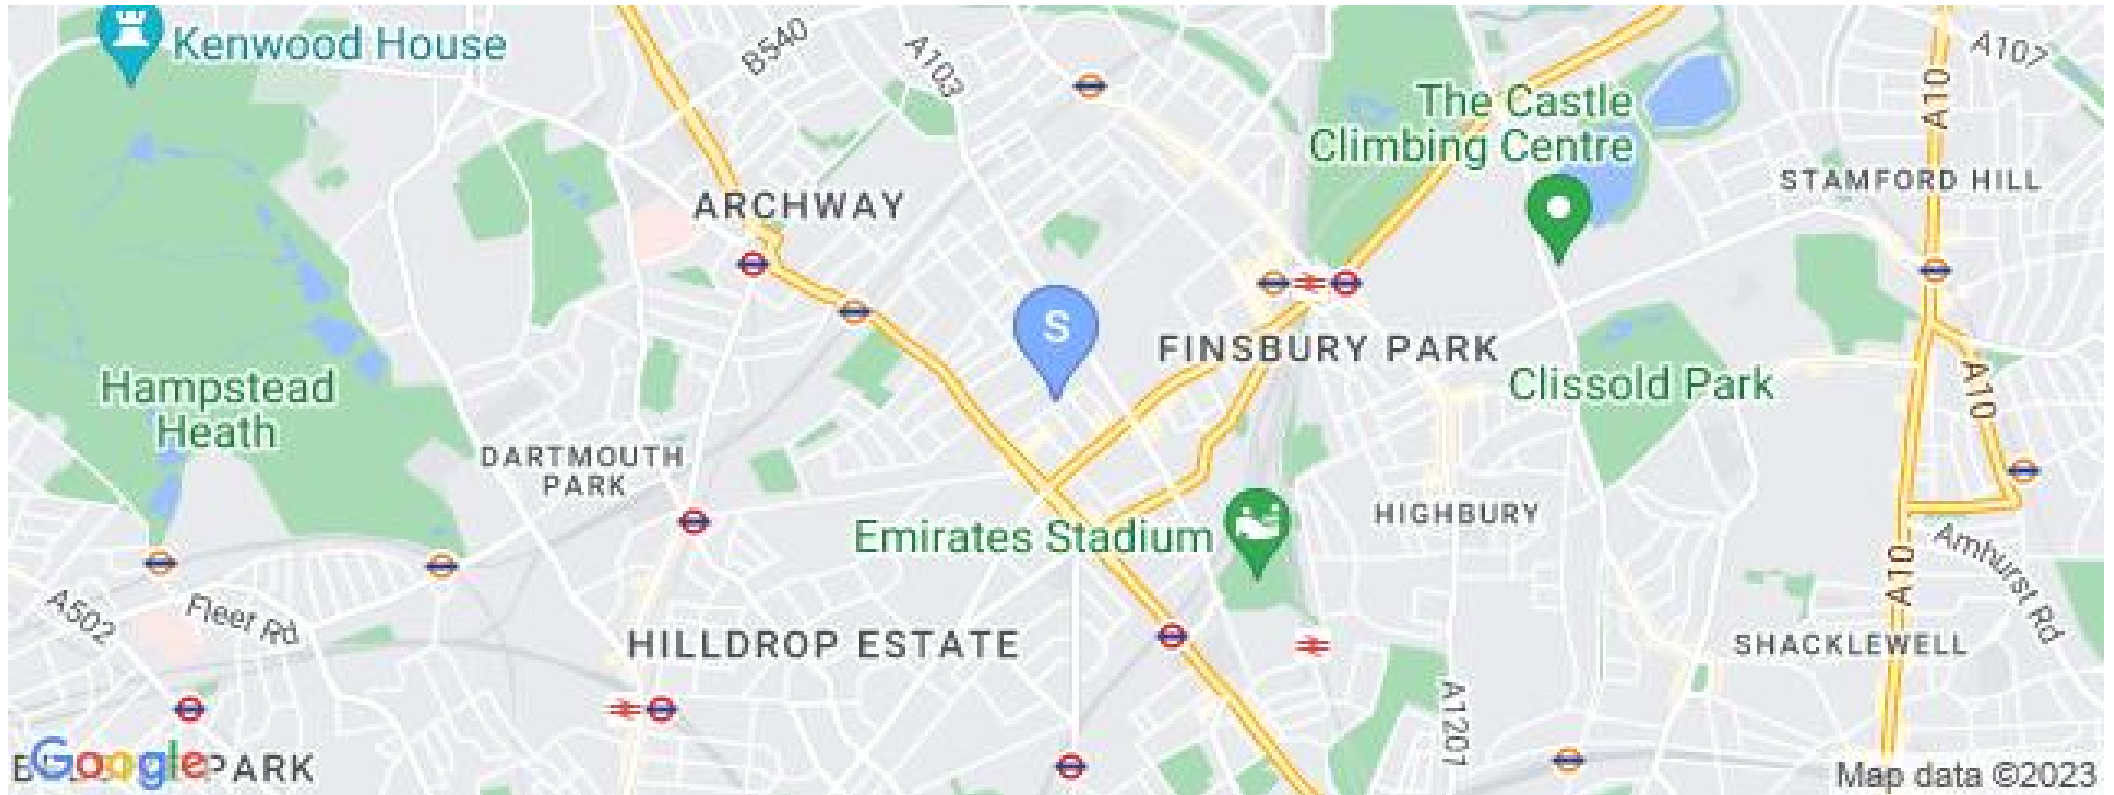 Kenwood House
B540
A103
A107
A10
The Castle
Climbing Centre
STAMFORD HILL
ARCHWAY
S
FINSBURY PARK
Hampstead
Heath
Clissold Park
A10
DARTMOUTH
PARK
HIGHBURY
Emirates Stadium
Amhurst Rd
A10
A502
Fleet Rd
HILLDROP ESTATE
SHACKLEWELL
A1201
Google
PARK
Map data ©2023